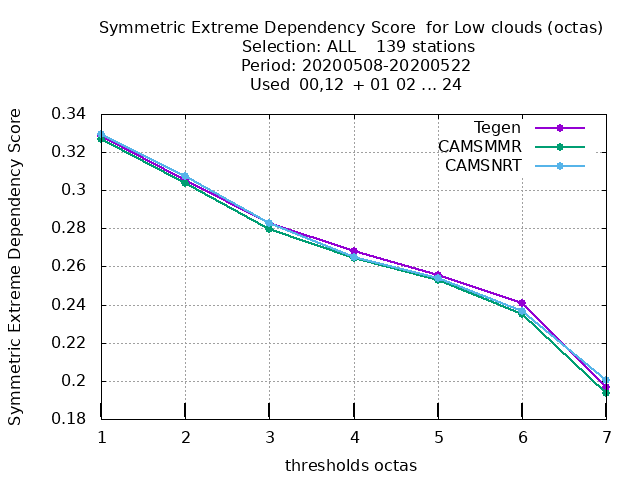 Symmetric Extreme Dependency Score  for Low clouds (octas)
Selection: ALL    139 stations
Period: 20200508-20200522
Used  00,12  + 01 02 ... 24
Symmetric Extreme Dependency Score
0.34
0.32
0.3
0.28
0.26
0.24
0.22
0.2
0.18
Tegen
CAMSMMR
CAMSNRT
1 2 3 4 5 6 7
thresholds octas